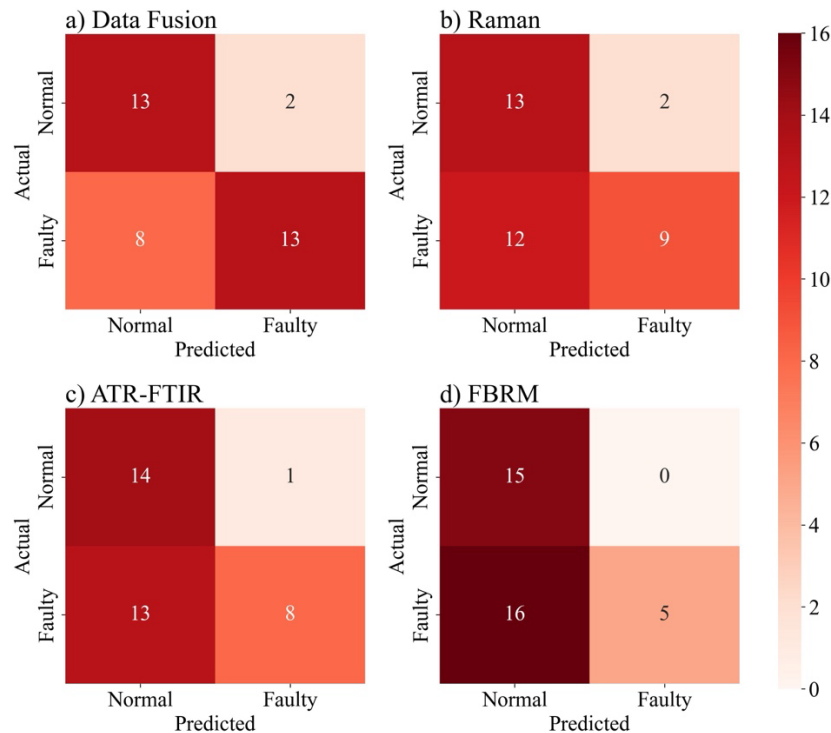 a) Data Fusion
Actual
Normal
Faulty
13
2
8
13
Normal
Faulty
Predicted
b) Raman
Actual
Normal
Faulty
13
2
12
9
Normal
Faulty
Predicted
c) ATR-FTIR
Actual
Normal
Faulty
14
1
13
8
Normal
Faulty
Predicted
d) FBRM
Actual
Normal
Faulty
15
0
16
5
Normal
Faulty
Predicted
16
14
12
10
8
6
4
2
0